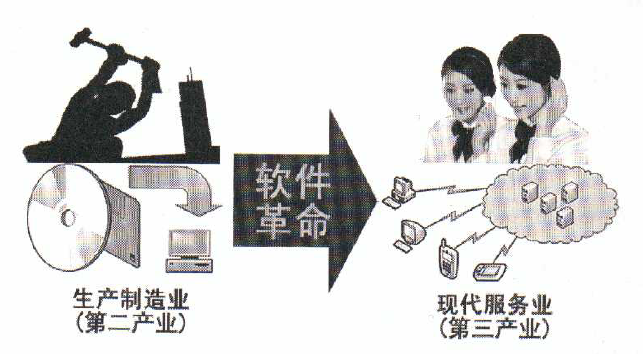 软件
革命
生产制造业
(第二产业)
现代服务业
(第三产业)